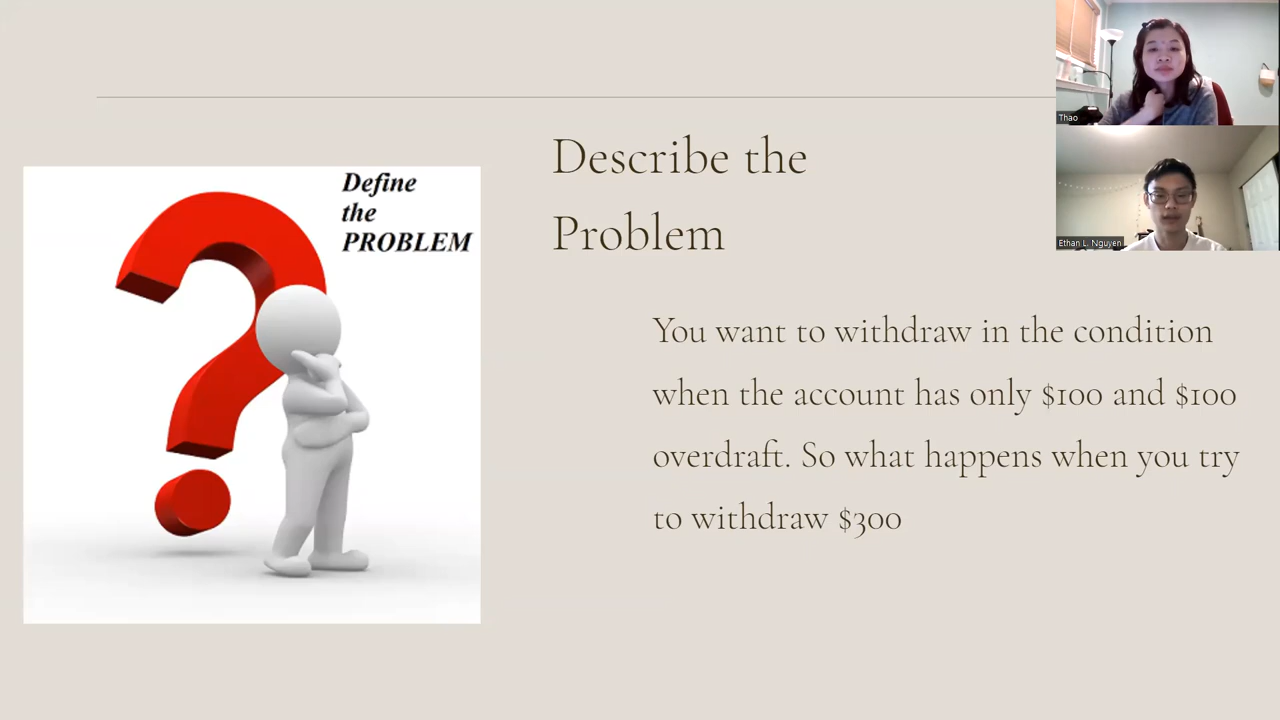 Define
the
PROBLEM
Describe the
Problem
You want to withdraw in the condition
when the account has only $100 and $100
overdraft. So what happens when you try
to withdraw $300
Thao
Ethan L. Nguyen